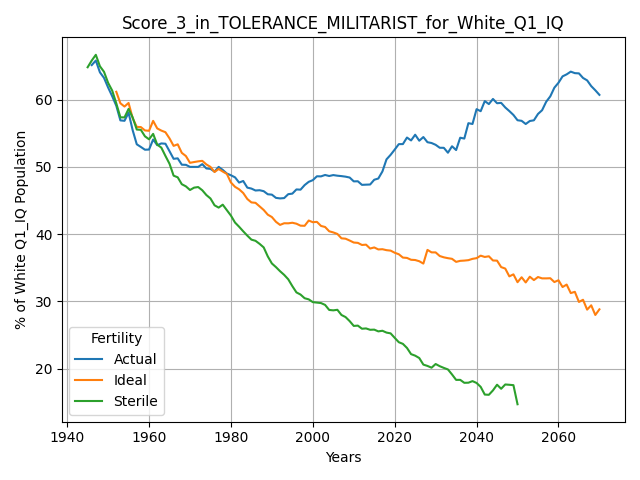 Score_3_in_TOLERANCE_MILITARIST_for_White_Q1_IQ
% of White Q1_IQ Population
60
50
40
30
20
Fertility
Actual
Ideal
Sterile
1940 1960 1980 2000 2020 2040 2060
Years